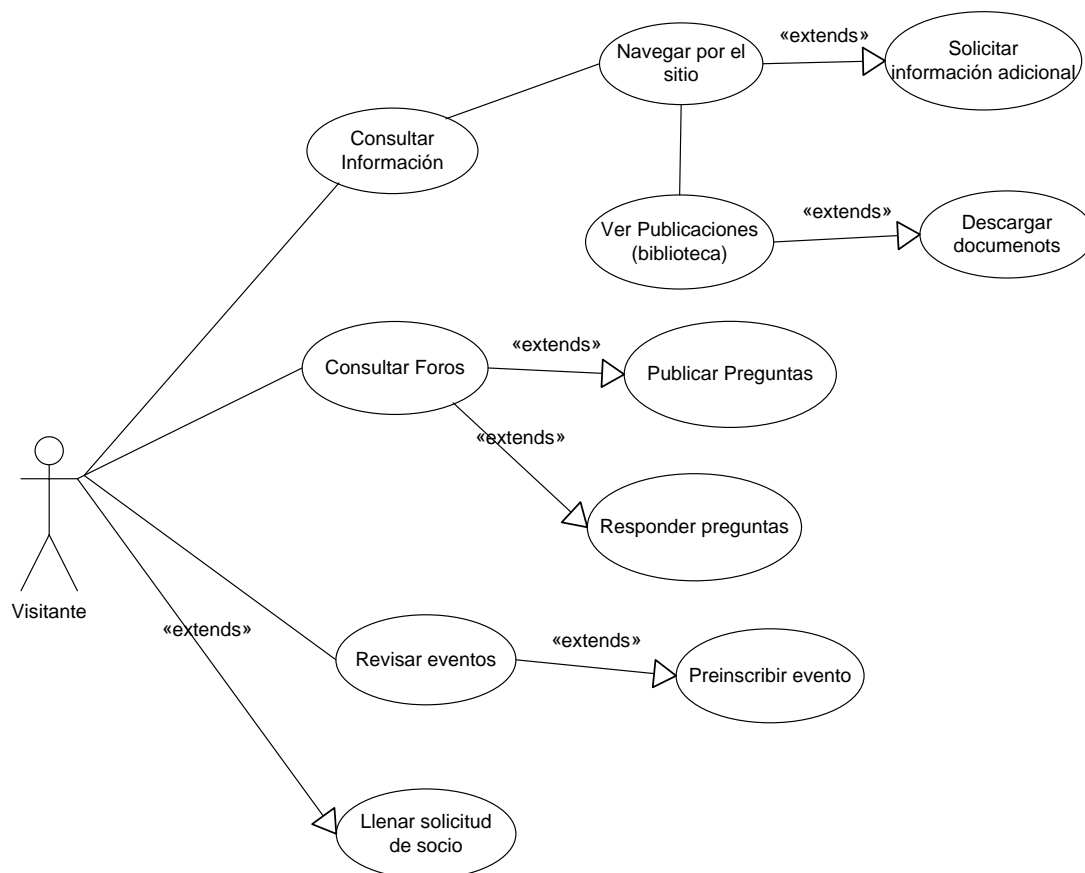 Navegar por el
sitio
«extends»
Solicitar
información adicional
Consultar
Información
Ver Publicaciones
(biblioteca)
«extends»
Descargar
documenots
Consultar Foros
«extends»
Publicar Preguntas
«extends»
Responder preguntas
Visitante
«extends»
Revisar eventos
«extends»
Preinscribir evento
Llenar solicitud
de socio